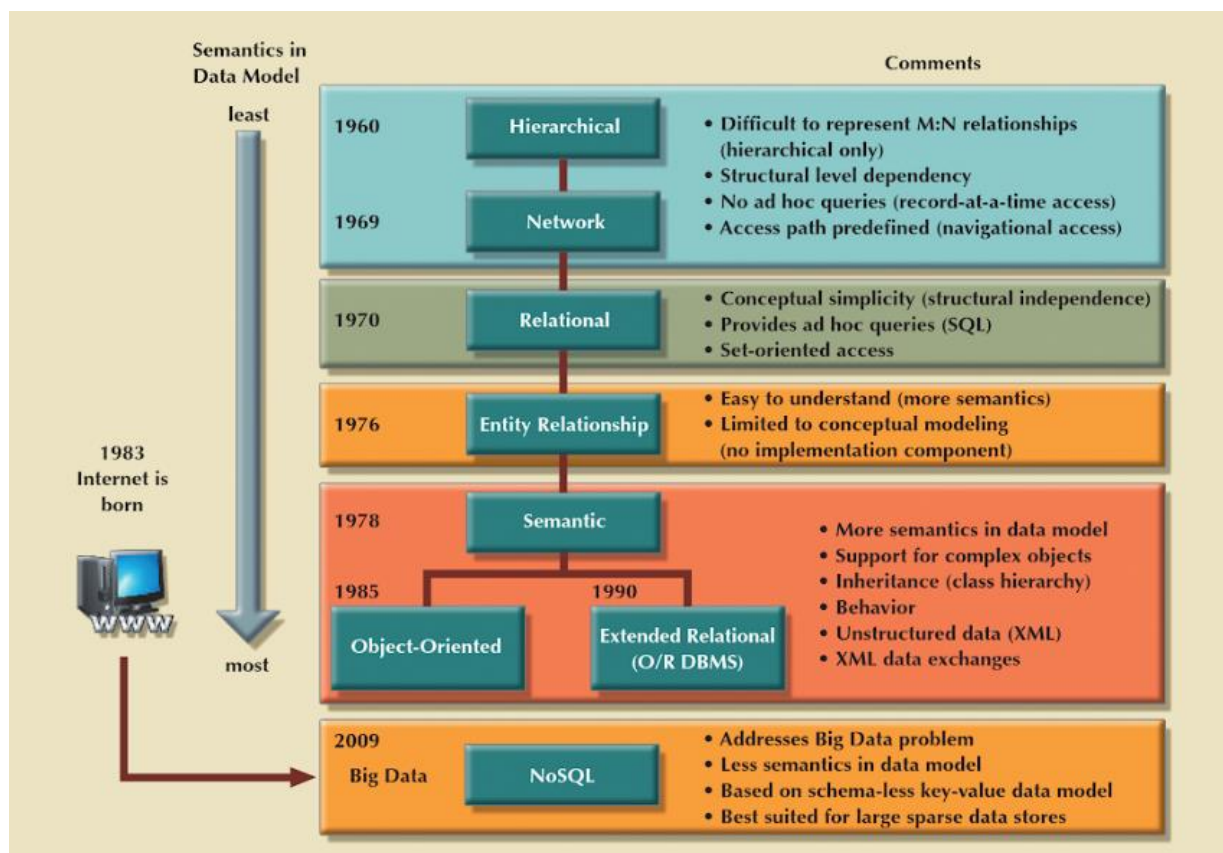 Semantics in
Data Model
Comments
least
1960
Hierarchical
• Difficult to represent M:N relationships
(hierarchical only)
• Structural level dependency
• No ad hoc queries (record-at-a-time access)
1969
Network
• Access path predefined (navigational access)
1970
Relational
• Conceptual simplicity (structural independence)
• Provides ad hoc queries (SQL)
• Set-oriented access
1976
Entity Relationship
• Easy to understand (more semantics)
• Limited to conceptual modeling
(no implementation component)
1983
Internet is
born
WWW
1978
Semantic
1985
Object-Oriented
1990
Extended Relational
(O/R DBMS)
• More semantics in data model
• Support for complex objects
• Inheritance (class hierarchy)
• Behavior
• Unstructured data (XML)
• XML data exchanges
most
2009
Big Data
NoSQL
• Addresses Big Data problem
• Less semantics in data model
• Based on schema-less key-value data model
• Best suited for large sparse data stores